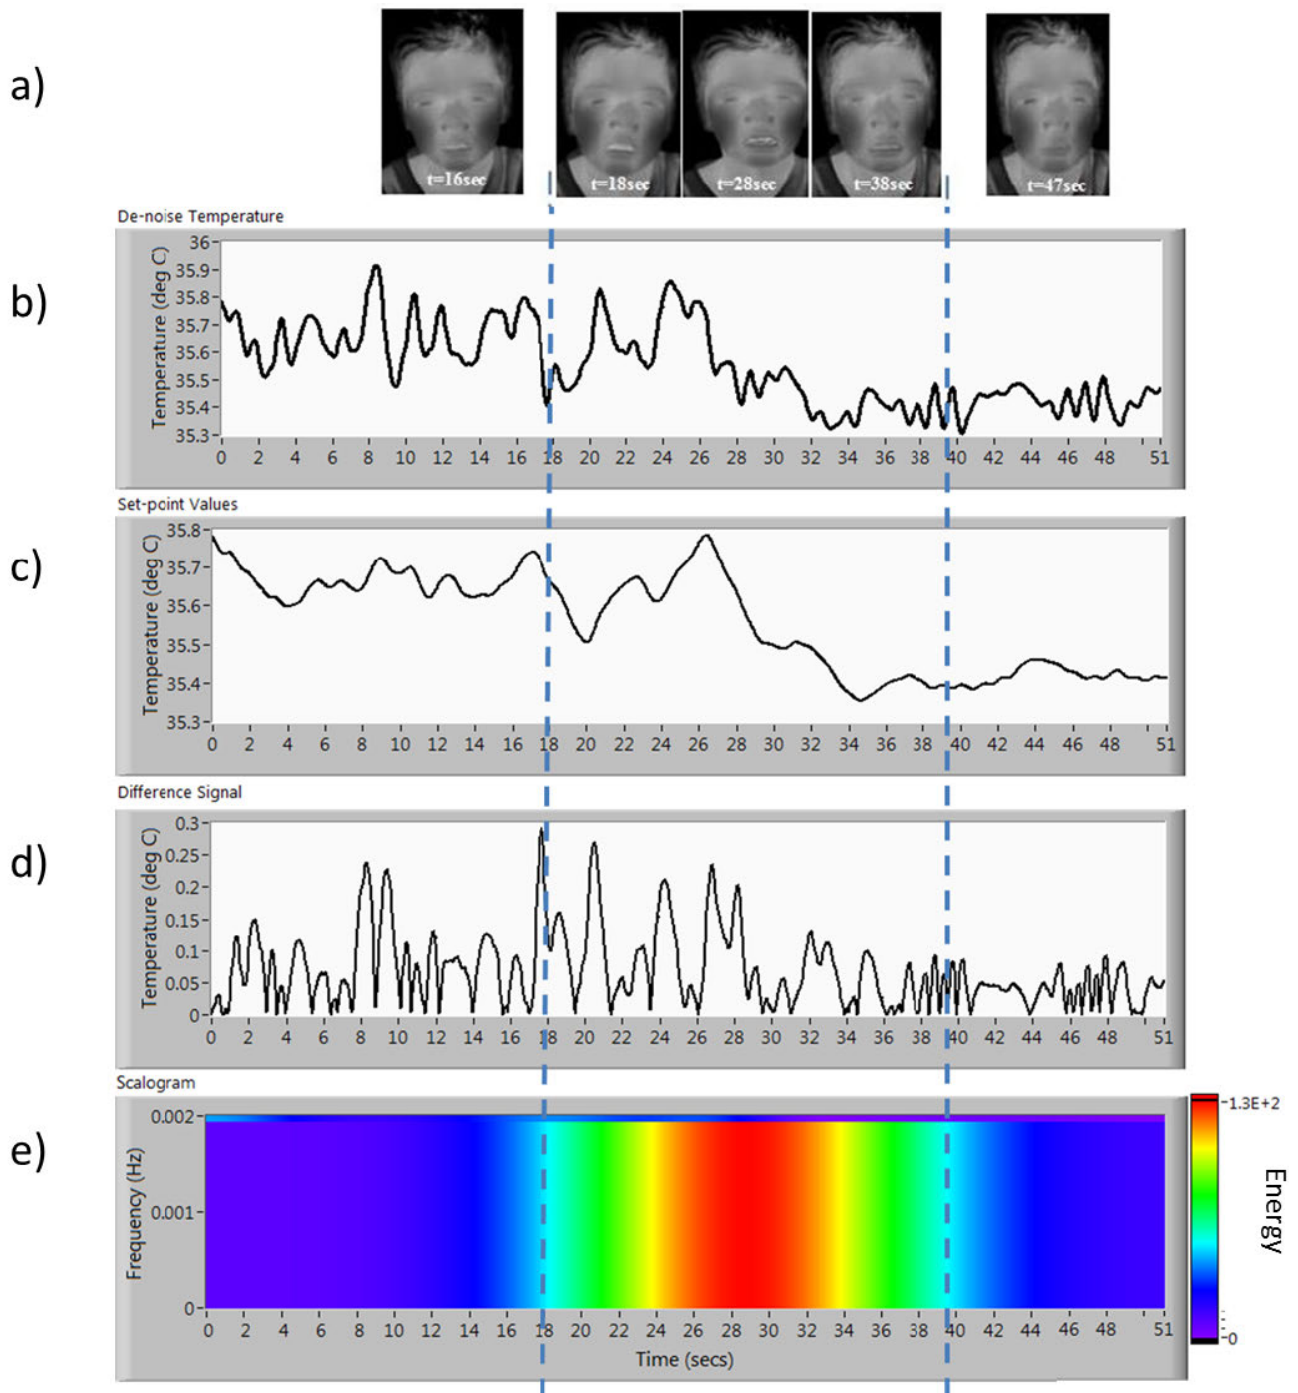 a)
t=16sec t=18sec t=28sec t=38sec t=47sec
De-noise Temperature
b)
Temperature (deg C)
36
35.9
35.8
35.7
35.6
35.5
35.4
35.3
0 2 4 6 8 10 12 14 16 18 20 22 24 26 28 30 32 34 36 38 40 42 44 46 48 51
Set-point Values
c)
Temperature (deg C)
35.8
35.7
35.6
35.5
35.4
35.3
0 2 4 6 8 10 12 14 16 18 20 22 24 26 28 30 32 34 36 38 40 42 44 46 48 51
Difference Signal
d)
Temperature (deg C)
0.3
0.25
0.2
0.15
0.1
0.05
0
0 2 4 6 8 10 12 14 16 18 20 22 24 26 28 30 32 34 36 38 40 42 44 46 48 51
Scalogram
e)
Frequency (Hz)
0.002
0.001
0
0 2 4 6 8 10 12 14 16 18 20 22 24 26 28 30 32 34 36 38 40 42 44 46 48 51
Time (secs)
1.3E+2
0
Energy